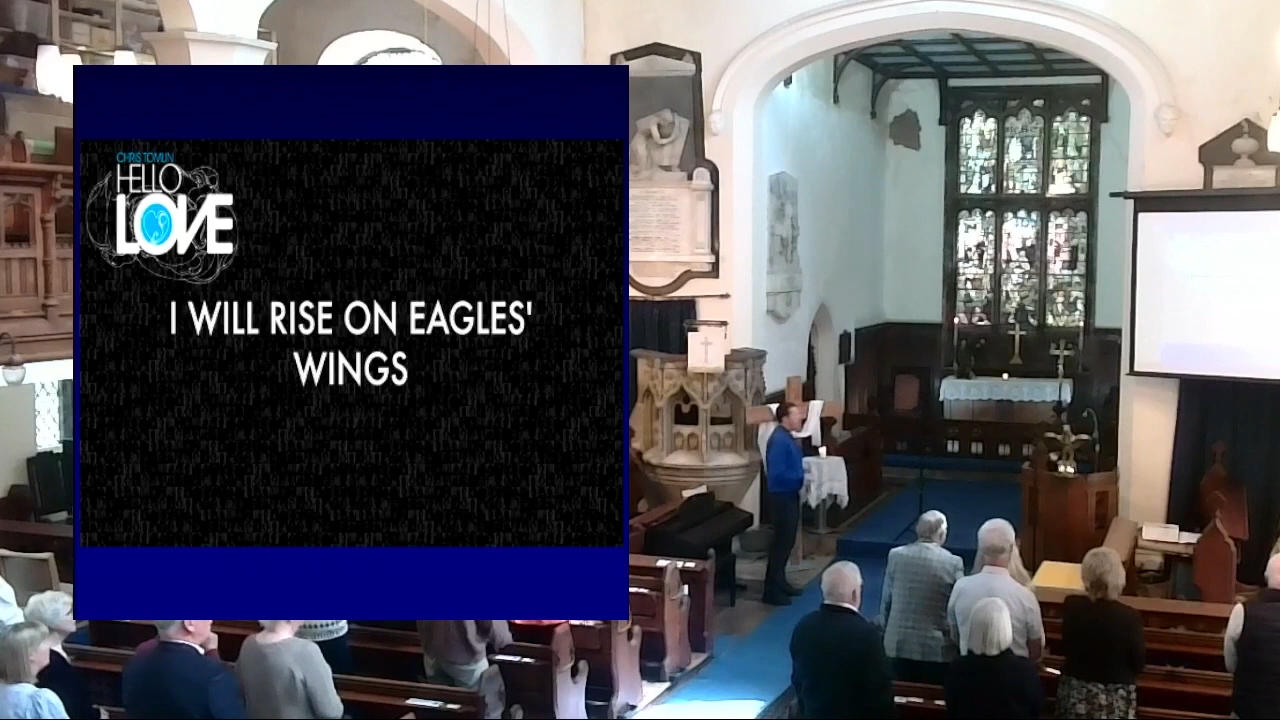 CHRIS TOMLIN
HELLO
LOVE
I WILL RISE ON EAGLES'
WINGS